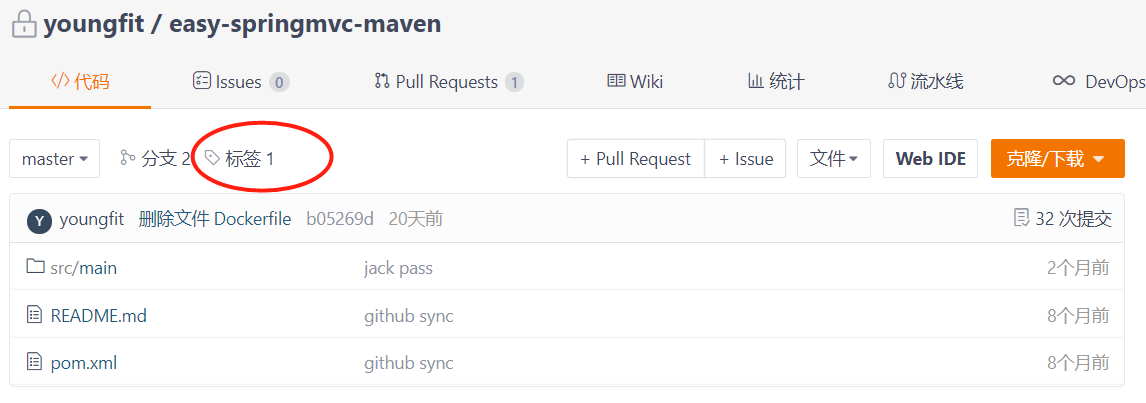 youngfit / easy-springmvc-maven
代码 Issues 0 Pull Requests 1 Wiki 统计 流水线 DevOps
master 分支 2 标签 1 + Pull Request + Issue 文件 Web IDE 克隆/下载
Y youngfit 删除文件 Dockerfile b05269d 20天前 32 次提交
src/main jack pass 2个月前
README.md github sync 8个月前
pom.xml github sync 8个月前